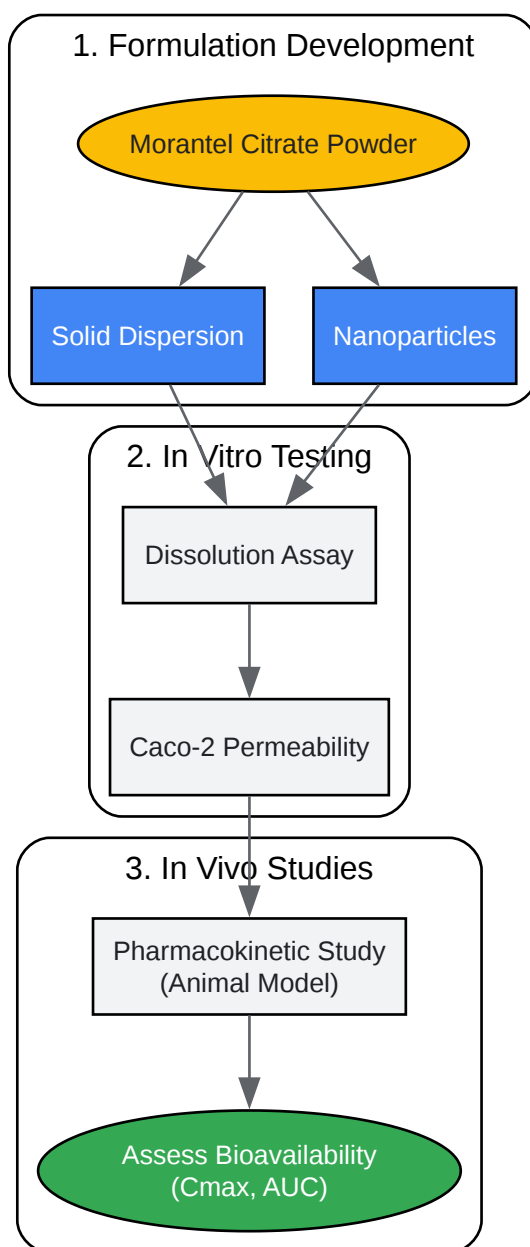 1. Formulation Development
Morantel Citrate Powder
Solid Dispersion
Nanoparticles
2. In Vitro Testing
Dissolution Assay
Caco-2 Permeability
3. In Vivo Studies
Pharmacokinetic Study
(Animal Model)
Assess Bioavailability
(Cmax, AUC)